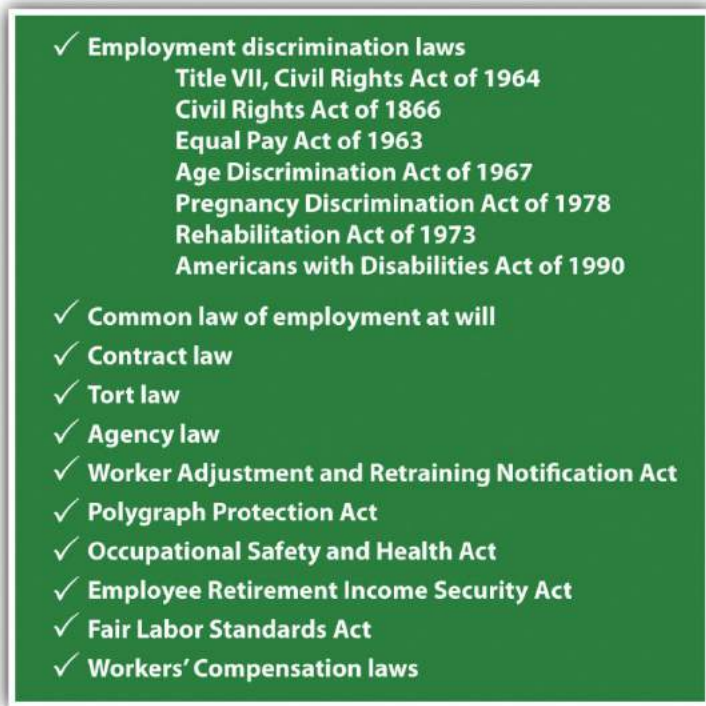 ✓ Employment discrimination laws
Title VII, Civil Rights Act of 1964
Civil Rights Act of 1866
Equal Pay Act of 1963
Age Discrimination Act of 1967
Pregnancy Discrimination Act of 1978
Rehabilitation Act of 1973
Americans with Disabilities Act of 1990
✓ Common law of employment at will
✓ Contract law
✓ Tort law
✓ Agency law
✓ Worker Adjustment and Retraining Notification Act
✓ Polygraph Protection Act
✓ Occupational Safety and Health Act
✓ Employee Retirement Income Security Act
✓ Fair Labor Standards Act
✓ Workers’ Compensation laws